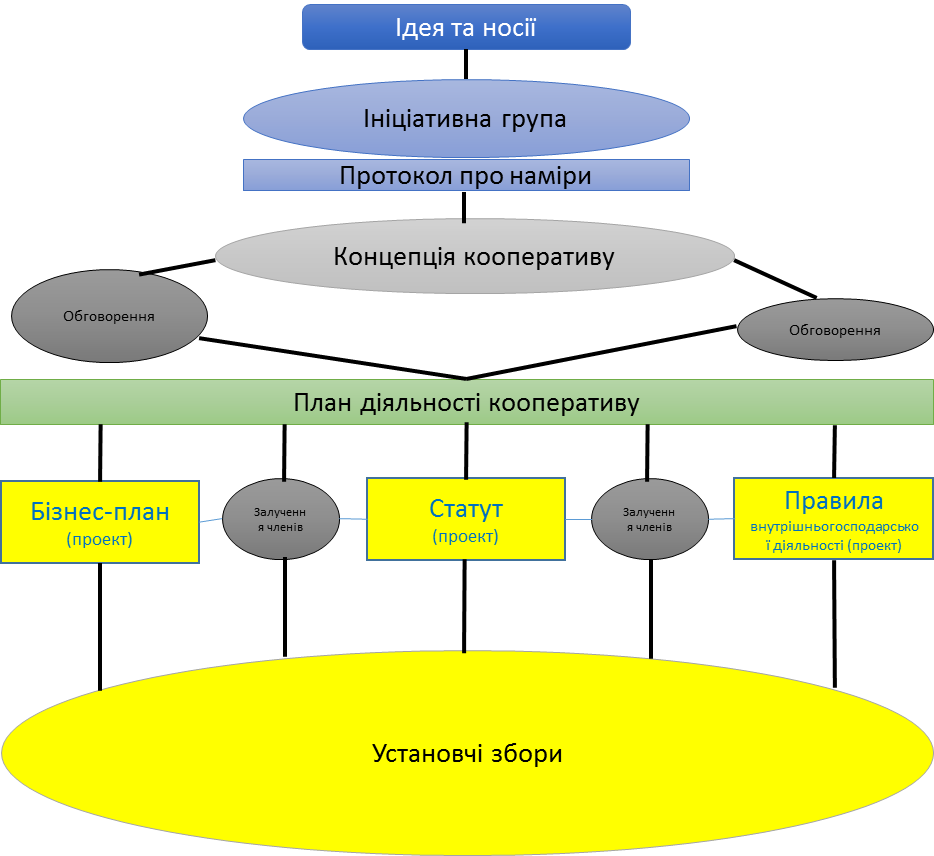 Ідея та носії
Ініціативна група
Протокол про наміри
Концепція кооперативу
Обговорення
Обговорення
План діяльності кооперативу
Бізнес-план
(проект)
Залученн
я членів
Статут
(проект)
Залученн
я членів
Правила
внутрішньогосподарсько
ї діяльності (проект)
Установчі збори